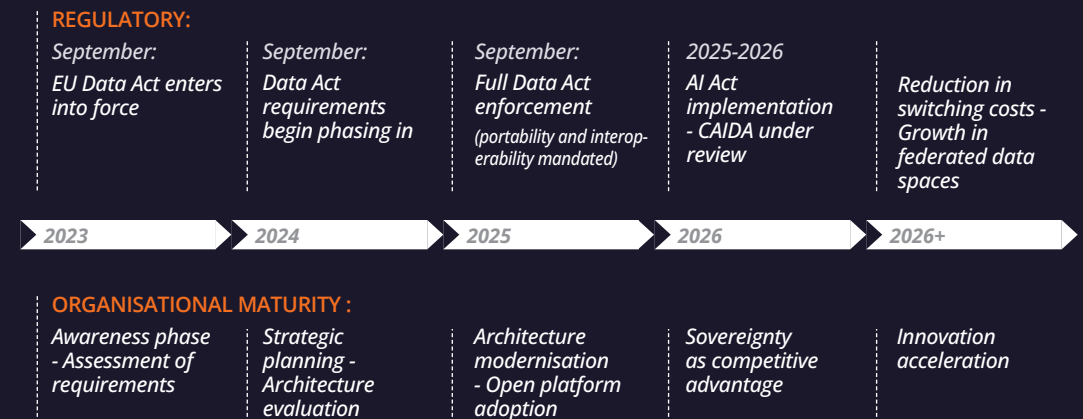 REGULATORY:
September:
EU Data Act enters
into force
September:
Data Act
requirements
begin phasing in
September:
Full Data Act
enforcement
(portability and interop-
erability mandated)
2025-2026
AI Act
implementation
- CAIDA under
review
Reduction in
switching costs -
Growth in
federated data
spaces
2023
2024
2025
2026
2026+
ORGANISATIONAL MATURITY :
Awareness phase
- Assessment of
requirements
Strategic
planning -
Architecture
evaluation
Architecture
modernisation
- Open platform
adoption
Sovereignty
as competitive
advantage
Innovation
acceleration